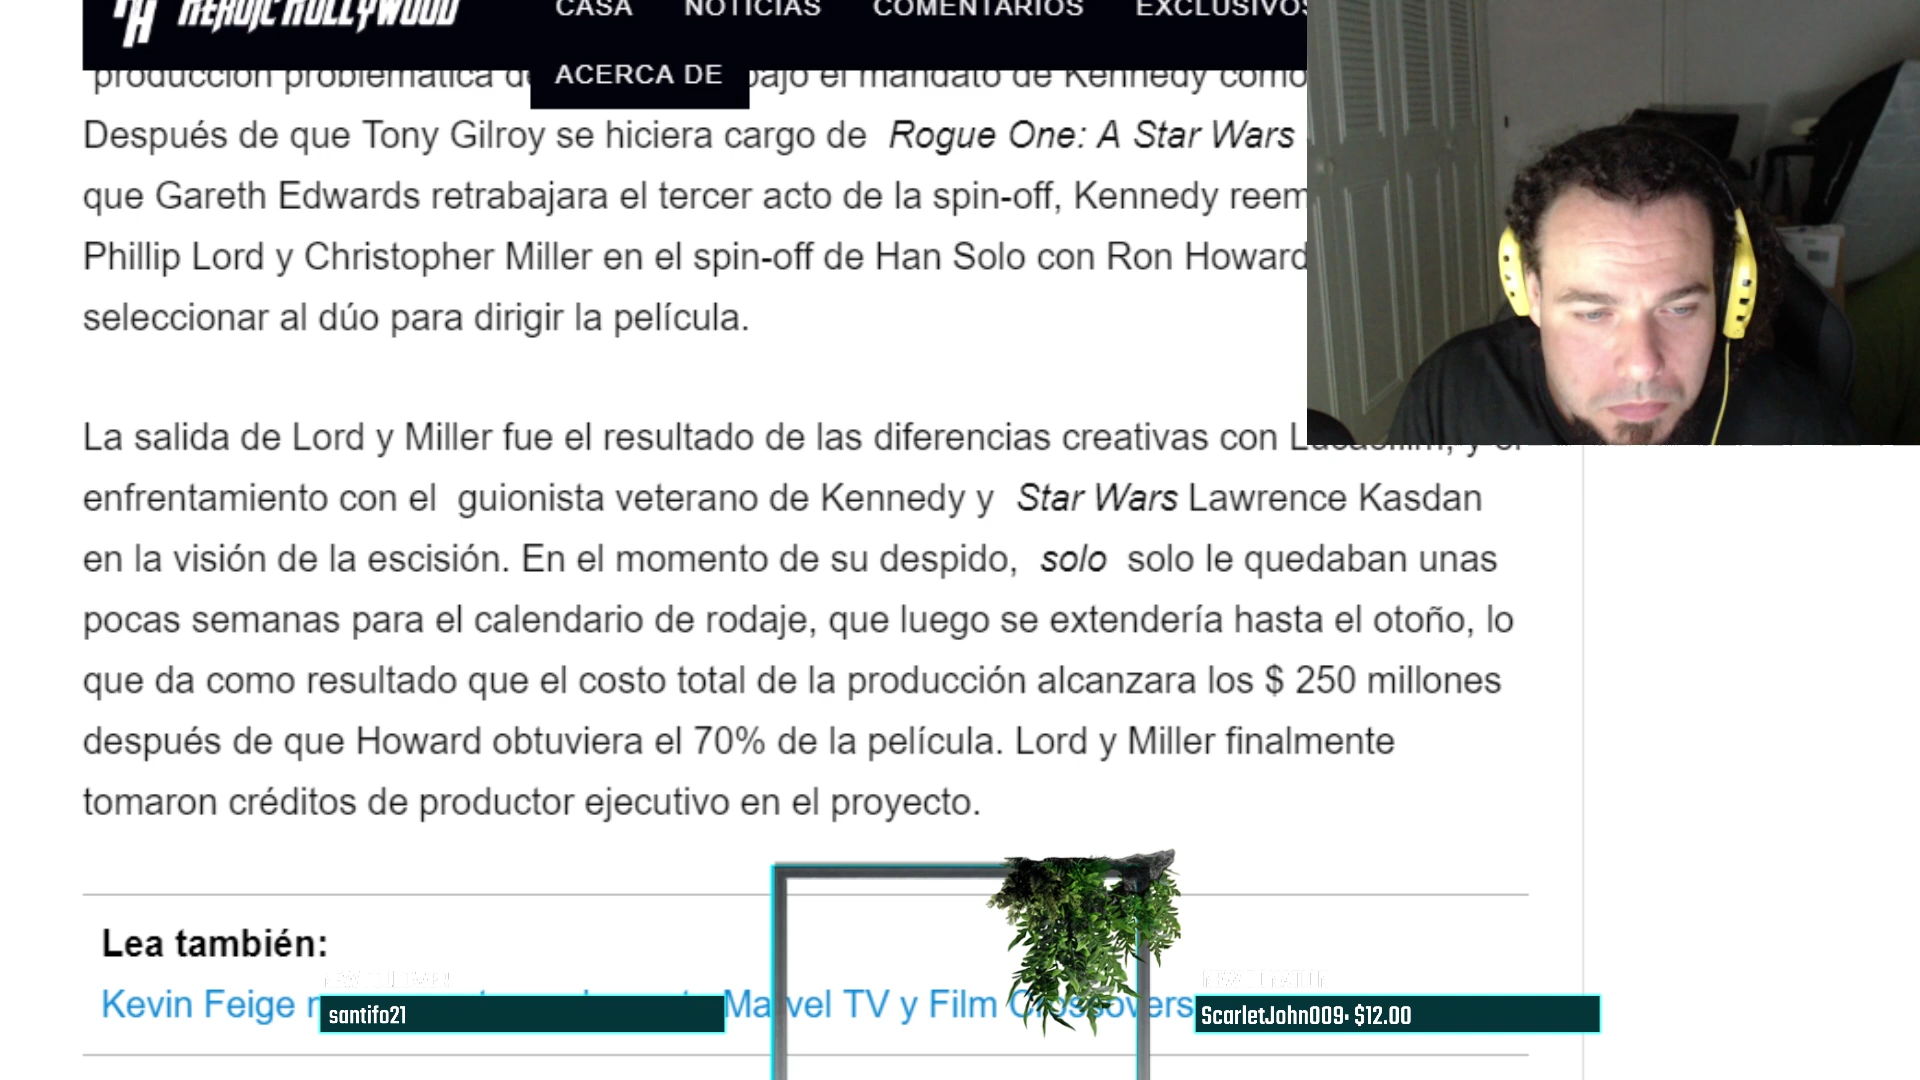 HEROIC HOLLYWOOD
CASA NOTICIAS COMENTARIOS EXCLUSIVOS
ACERCA DE
producción problemática bajo el mandato de Kennedy como
Después de que Tony Gilroy se hiciera cargo de Rogue One: A Star Wars
que Gareth Edwards retrabajara el tercer acto de la spin-off, Kennedy reem
Phillip Lord y Christopher Miller en el spin-off de Han Solo con Ron Howard
seleccionar al dúo para dirigir la película.
La salida de Lord y Miller fue el resultado de las diferencias creativas con Lucasfilm, y el
enfrentamiento con el guionista veterano de Kennedy y Star Wars Lawrence Kasdan
en la visión de la escisión. En el momento de su despido, solo solo le quedaban unas
pocas semanas para el calendario de rodaje, que luego se extendería hasta el otoño, lo
que da como resultado que el costo total de la producción alcanzara los $ 250 millones
después de que Howard obtuviera el 70% de la película. Lord y Miller finalmente
tomaron créditos de productor ejecutivo en el proyecto.
Lea también:
Kevin Feige Marvel TV y Film Crossovers
santifo21
ScarletJohn009: $12.00